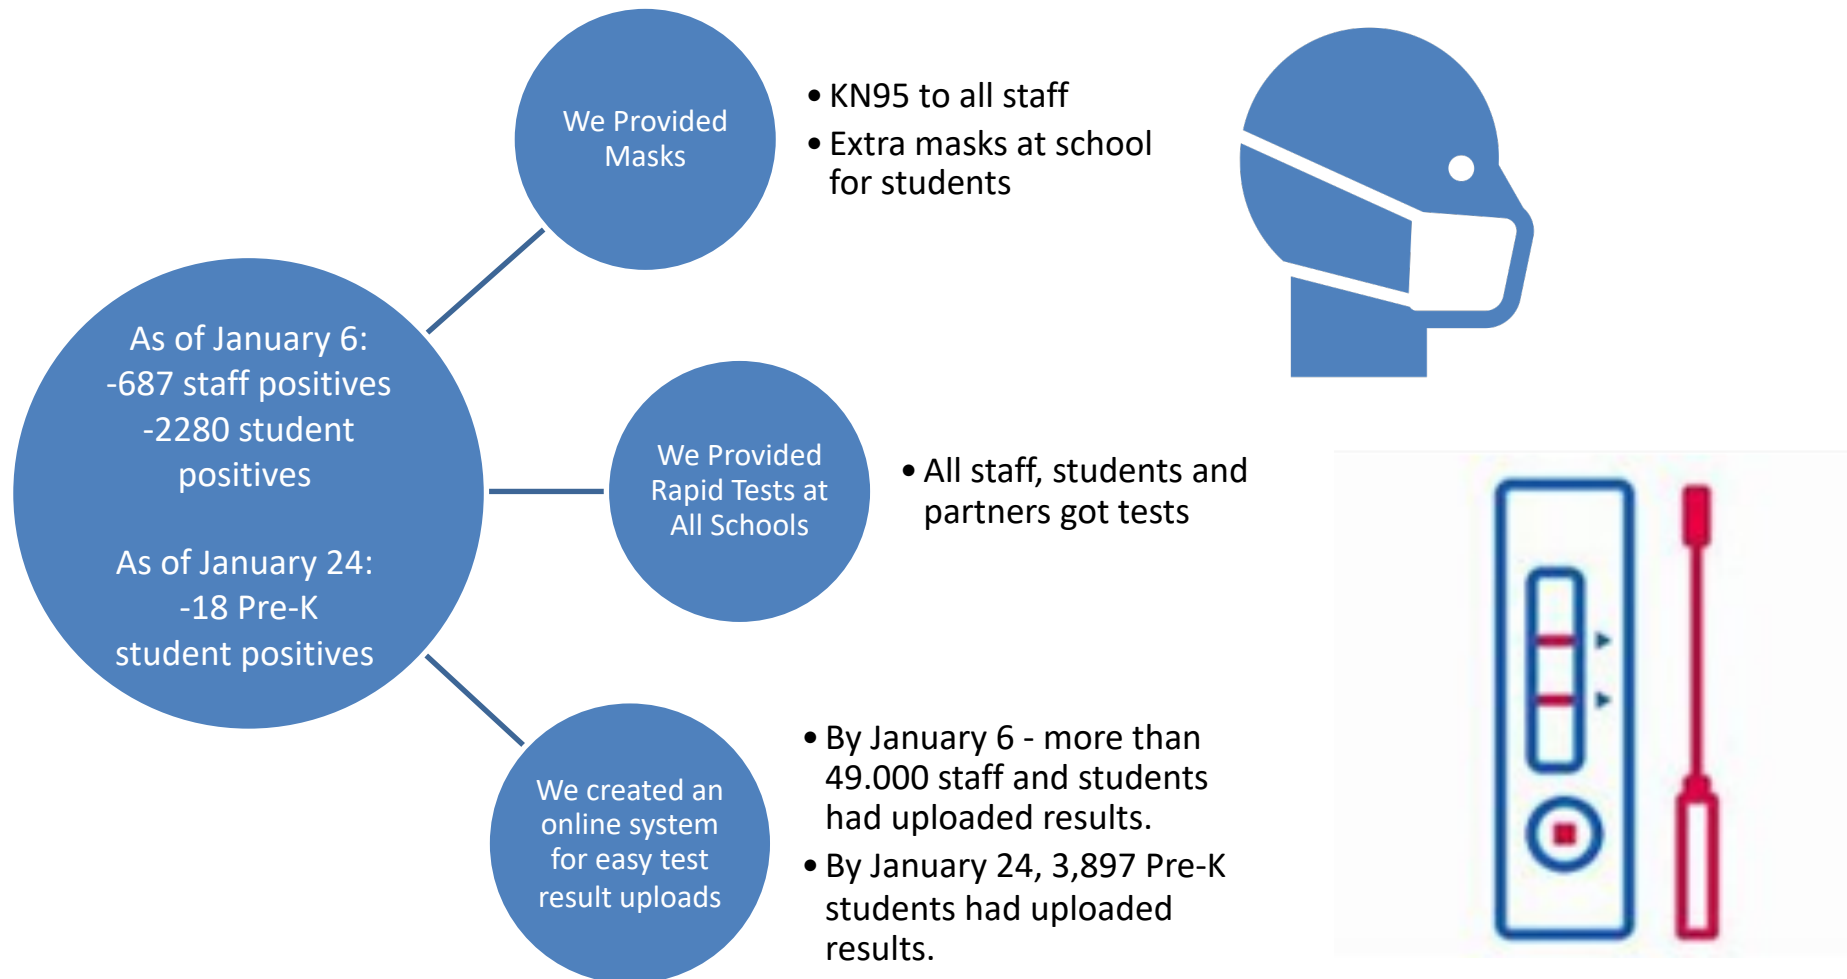 We Provided
Masks
• KN95 to all staff
• Extra masks at school
for students
As of January 6:
-687 staff positives
-2280 student
positives
As of January 24:
-18 Pre-K
student positives
We Provided
Rapid Tests at
All Schools
• All staff, students and
partners got tests
We created an
online system
for easy test
result uploads
• By January 6 - more than
49.000 staff and students
had uploaded results.
• By January 24, 3,897 Pre-K
students had uploaded
results.